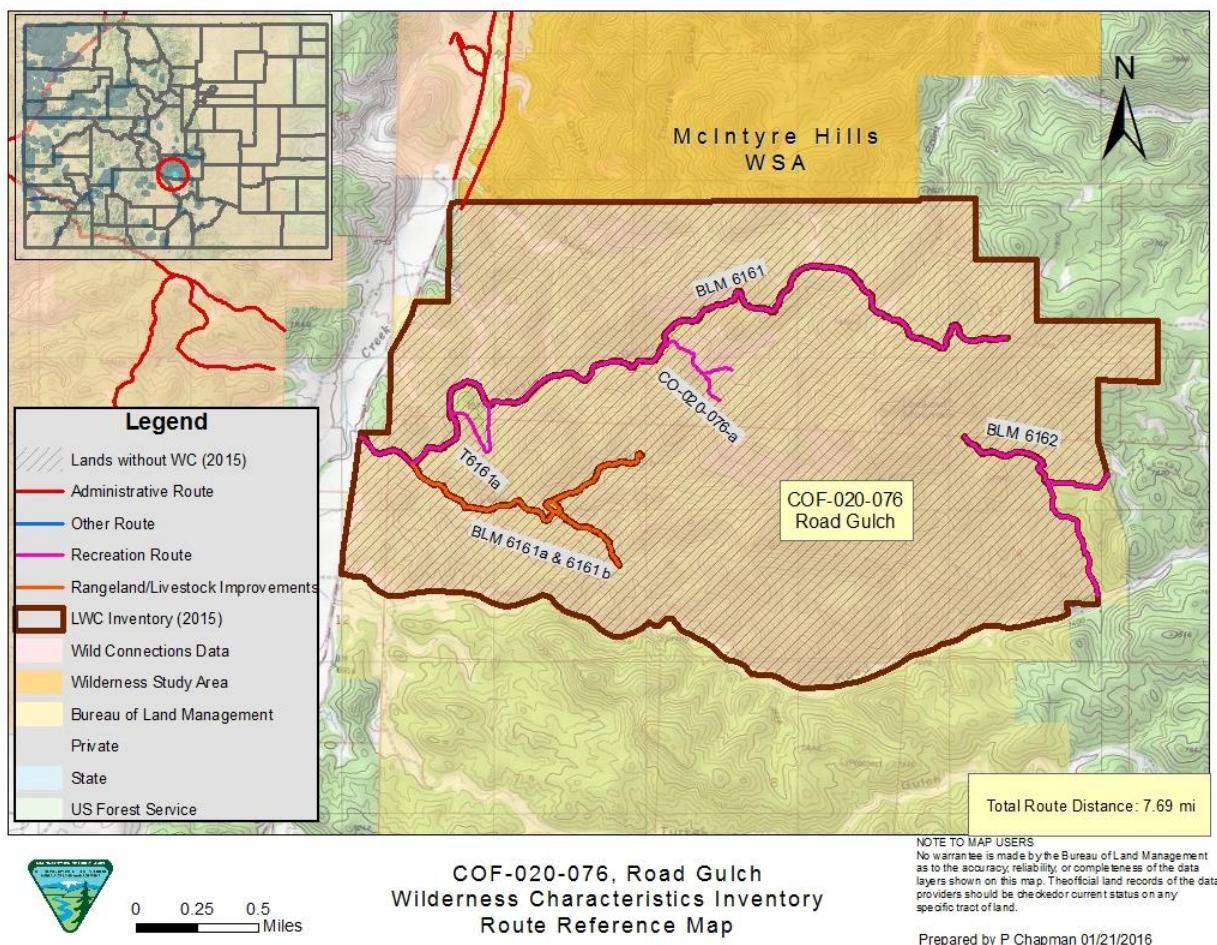 McIntyre Hills
WSA
N
BLM 6161
CO-020-076-a
T6161a
BLM 6161a & 6161b
BLM 6162
COF-020-076
Road Gulch
Creek
Gulch
Legend
Lands without WC (2015)
Administrative Route
Other Route
Recreation Route
Rangeland/Livestock Improvements
LWC Inventory (2015)
Wild Connections Data
Wilderness Study Area
Bureau of Land Management
Private
State
US Forest Service
Total Route Distance: 7.69 mi
0 0.25 0.5
Miles
COF-020-076, Road Gulch
Wilderness Characteristics Inventory
Route Reference Map
NOTE TO MAP USERS
No warrantee is made by the Bureau of Land Management
as to the accuracy, reliability, or completeness of the data
layers shown on this map. Theofficial land records of the data
providers should be checkedor current status on any
specific tract of land.
Prepared by P Chapman 01/21/2016